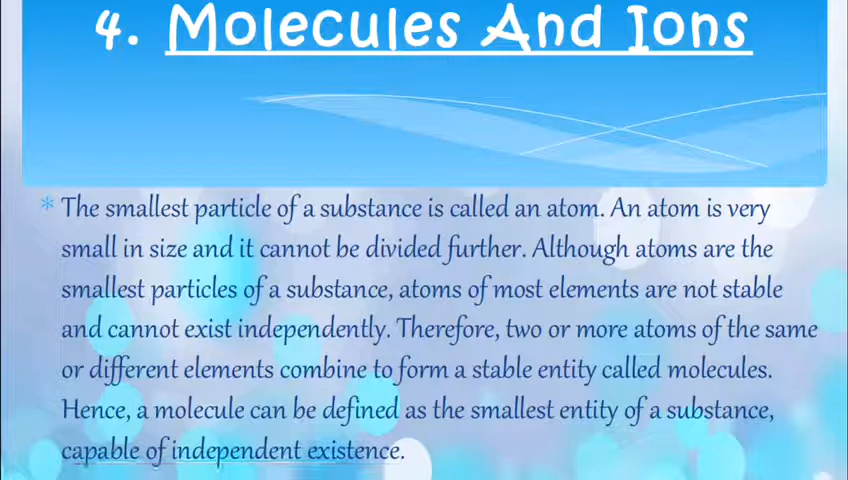 4. Molecules And Ions
* The smallest particle of a substance is called an atom. An atom is very
small in size and it cannot be divided further. Although atoms are the
smallest particles of a substance, atoms of most elements are not stable
and cannot exist independently. Therefore, two or more atoms of the same
or different elements combine to form a stable entity called molecules.
Hence, a molecule can be defined as the smallest entity of a substance,
capable of independent existence.